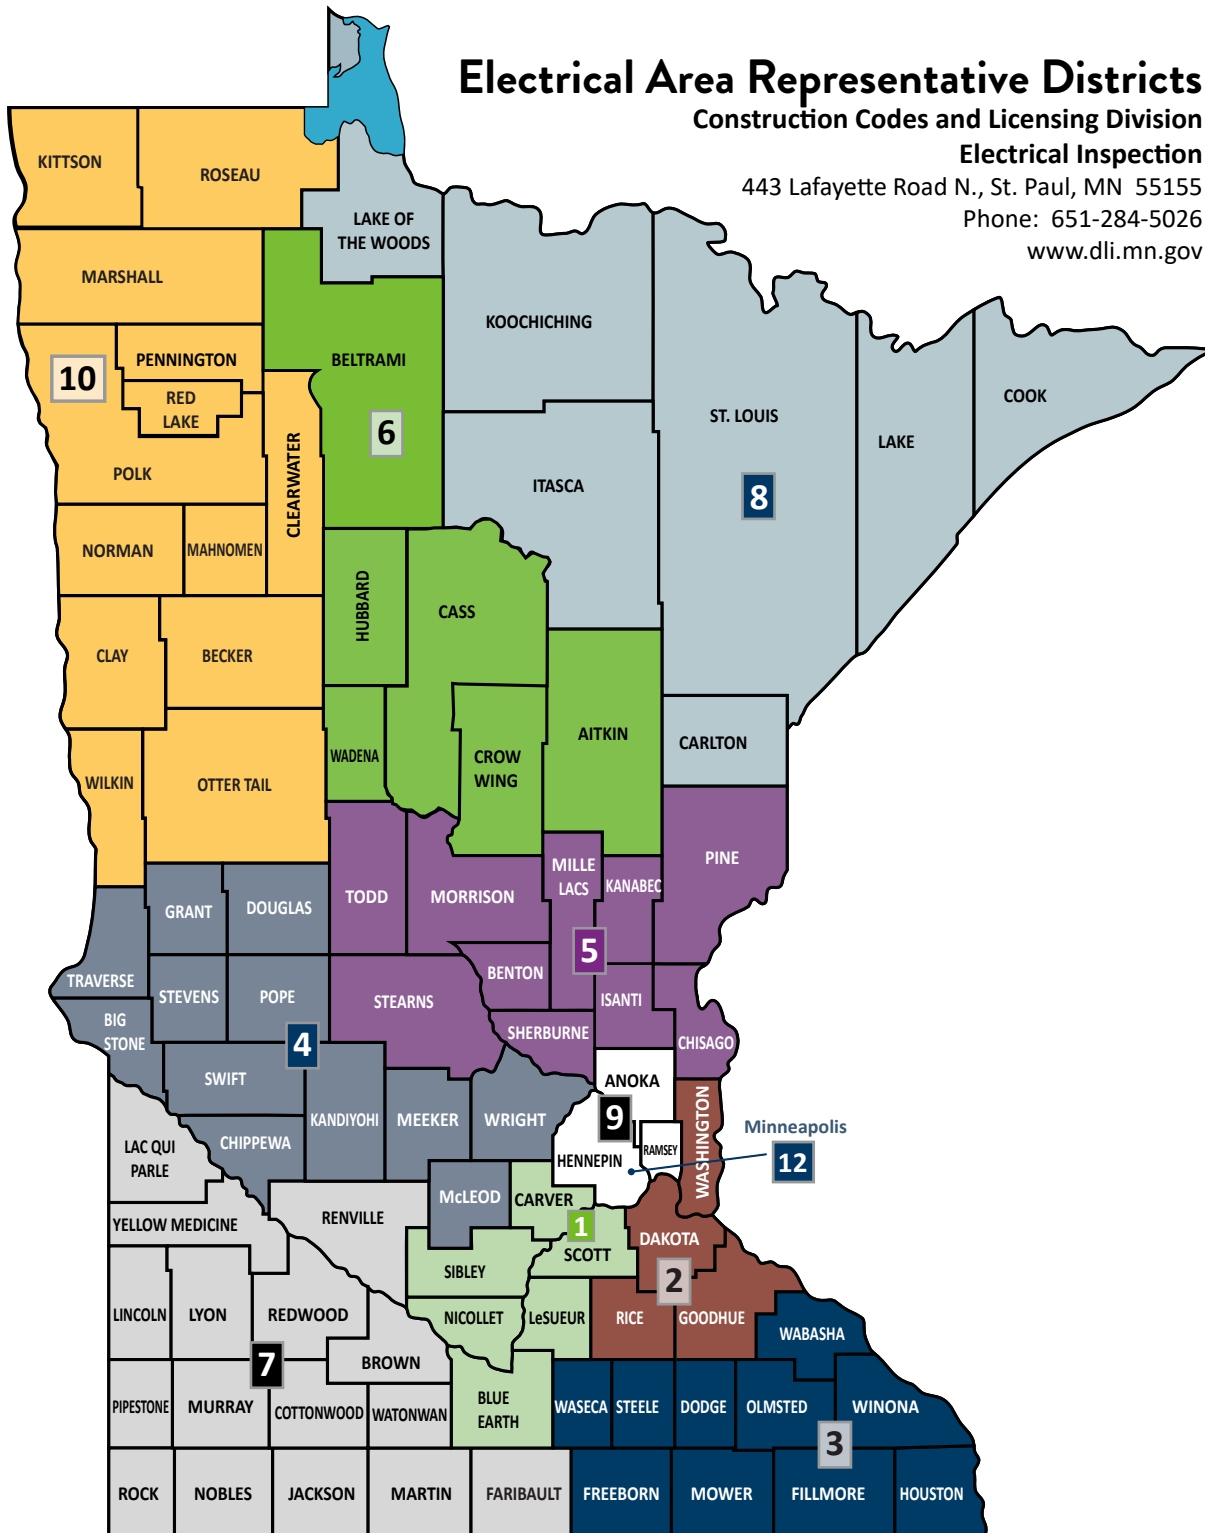 Electrical Area Representative Districts
Construction Codes and Licensing Division
Electrical Inspection
443 Lafayette Road N., St. Paul, MN 55155
Phone: 651-284-5026
www.dli.mn.gov
KITTSON
ROSEAU
LAKE OF
THE WOODS
MARSHALL
KOOCHICHING
PENNINGTON
BELTRAMI
10
RED
LAKE
COOK
ST. LOUIS
6
LAKE
POLK
CLEARWATER
ITASCA
8
NORMAN
MAHNOMEN
HUBBARD
CASS
CLAY
BECKER
AITKIN
CARLTON
WADENA
CROW
WING
WILKIN
OTTER TAIL
PINE
MILLE
LACS
KANABEC
TODD
MORRISON
GRANT
DOUGLAS
5
TRAVERSE
STEVENS
POPE
STEARNS
BENTON
ISANTI
BIG
STONE
SHERBURNE
CHISAGO
4
SWIFT
ANOKA
KANDIYOHI
MEEKER
WRIGHT
9
WASHINGTON
Minneapolis
CHIPPEWA
LAC QUI
PARLE
HENNEPIN
RAMSEY
12
McLEOD
CARVER
YELLOW MEDICINE
RENVILLE
1
SCOTT
DAKOTA
SIBLEY
2
LINCOLN
LYON
REDWOOD
NICOLLET
LeSUEUR
RICE
GOODHUE
WABASHA
7
BROWN
PIPESTONE
MURRAY
COTTONWOOD
WATONWAN
BLUE
EARTH
WASECA
STEELE
DODGE
OLMSTED
WINONA
3
ROCK
NOBLES
JACKSON
MARTIN
FARIBAULT
FREEBORN
MOWER
FILLMORE
HOUSTON